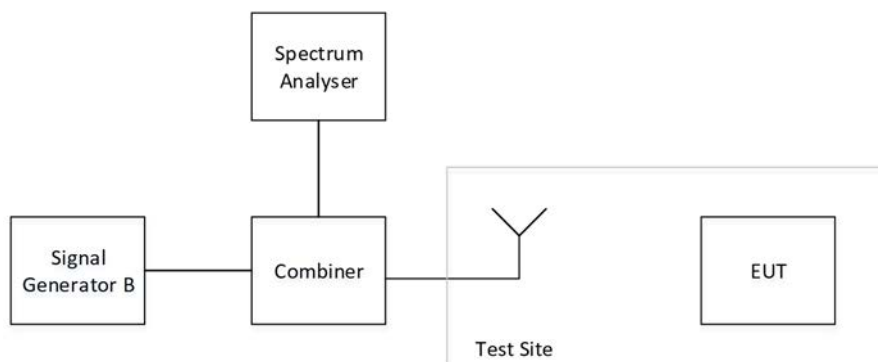 Spectrum
Analyser
Signal
Generator B
Combiner
EUT
Test Site